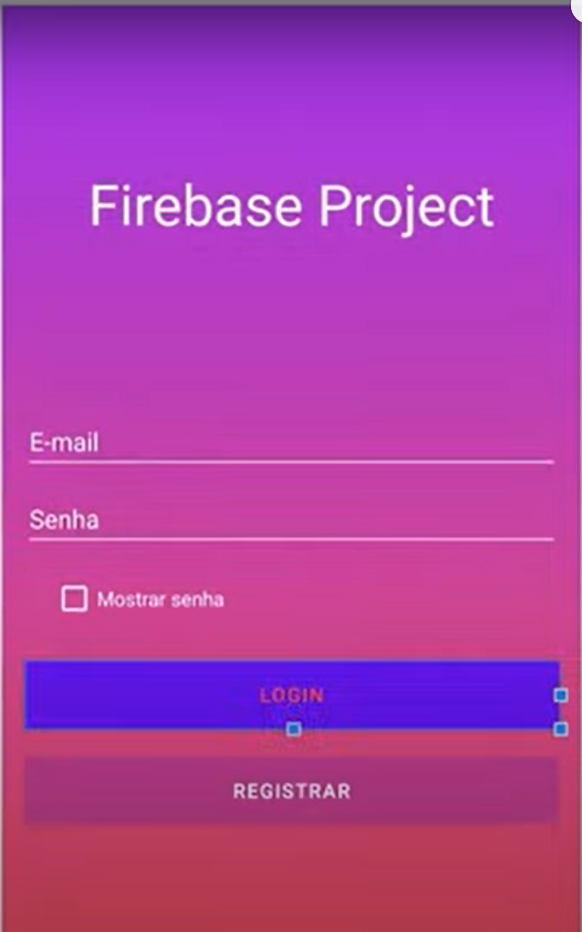 Firebase Project
E-mail
Senha
Mostrar senha
LOGIN
REGISTRAR